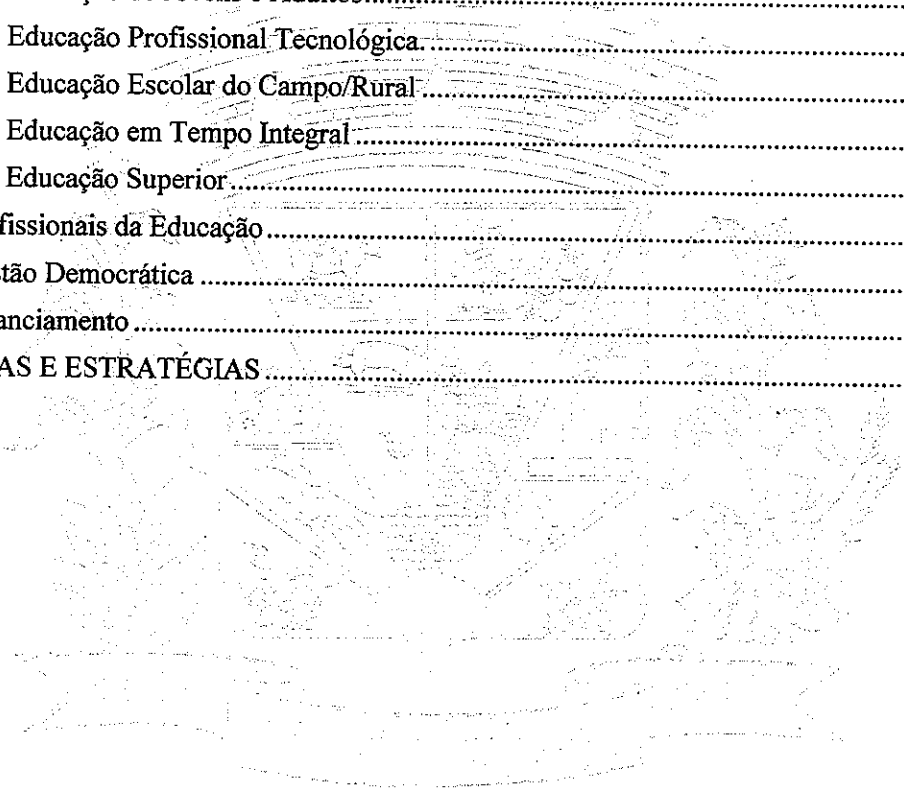 Educação Profissional Tecnológica.
Educação Escolar do Campo/Rural
Educação em Tempo Integral
Educação Superior
fissionais da Educação
tão Democrática
anciamento
AS E ESTRATÉGIAS